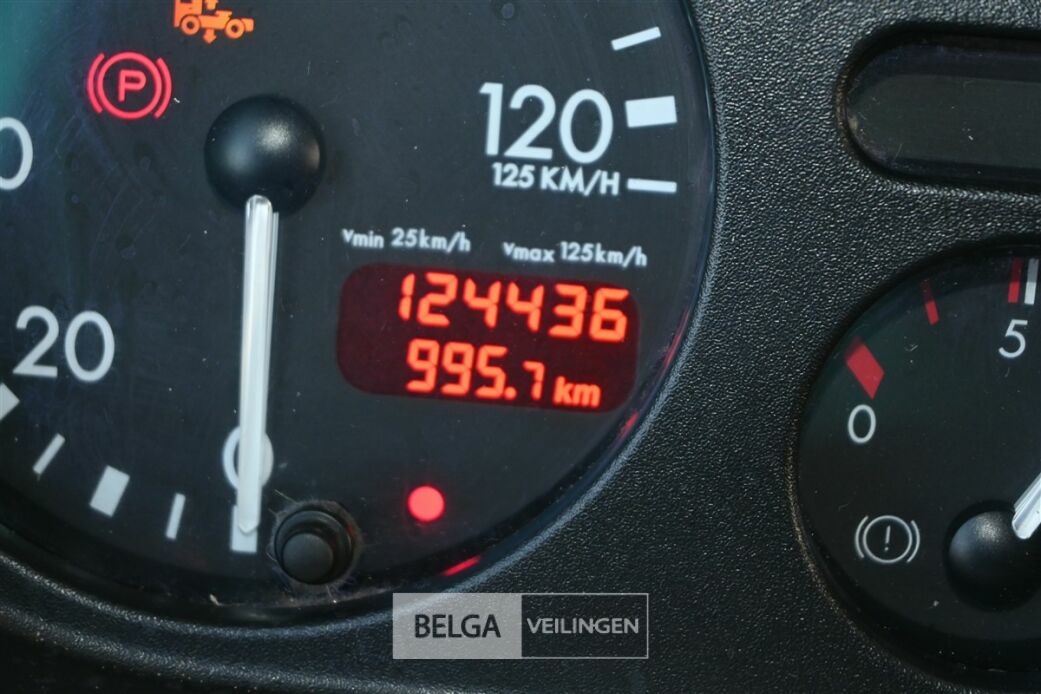 P
120
125 KM/H
vmin 25km/h vmax 125km/h
124436
995.7 km
20
0
5
0
!
BELGA VEILINGEN